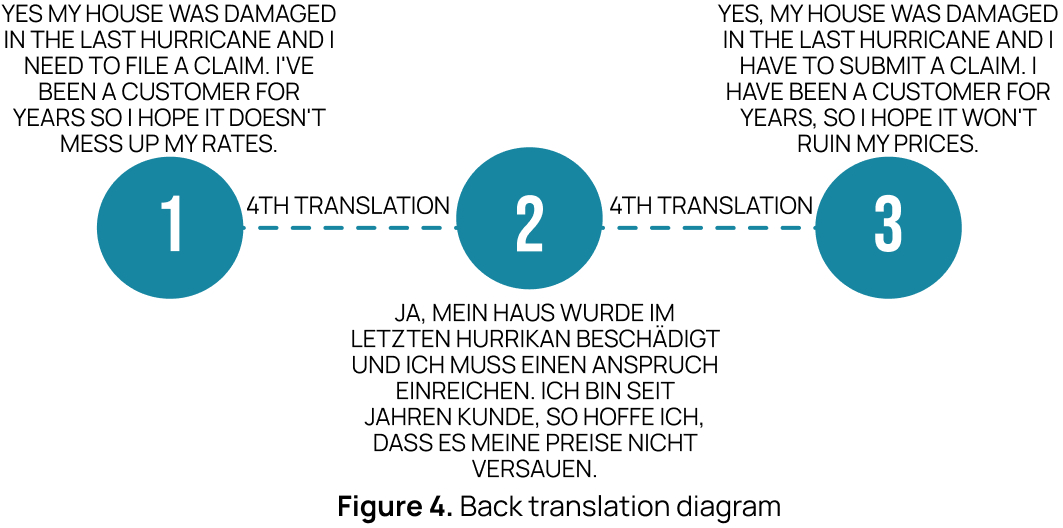 YES MY HOUSE WAS DAMAGED
IN THE LAST HURRICANE AND I
NEED TO FILE A CLAIM. I'VE
BEEN A CUSTOMER FOR
YEARS SO I HOPE IT DOESN'T
MESS UP MY RATES.
1
4TH TRANSLATION
2
JA, MEIN HAUS WURDE IM
LETZTEN HURRIKAN BESCHÄDIGT
UND ICH MUSS EINEN ANSPRUCH
EINREICHEN. ICH BIN SEIT
JAHREN KUNDE, SO HOFFE ICH,
DASS ES MEINE PREISE NICHT
VERSAUEN.
4TH TRANSLATION
YES, MY HOUSE WAS DAMAGED
IN THE LAST HURRICANE AND I
HAVE TO SUBMIT A CLAIM. I
HAVE BEEN A CUSTOMER FOR
YEARS, SO I HOPE IT WON'T
RUIN MY PRICES.
3
Figure 4. Back translation diagram